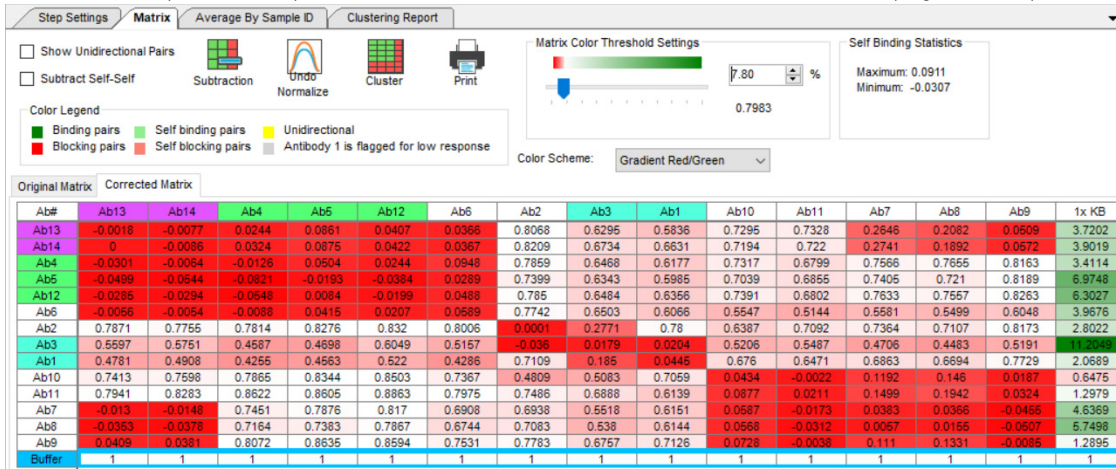 Step Settings Matrix Average By Sample ID Clustering Report
Show Unidirectional Pairs
Subtract Self-Self
Subtraction
Undo
Normalize
Cluster
Print
Color Legend
Binding pairs Self binding pairs Unidirectional
Blocking pairs Self blocking pairs Antibody 1 is flagged for low response
Matrix Color Threshold Settings
7.80 %
0.7983
Color Scheme: Gradient Red/Green
Self Binding Statistics
Maximum: 0.0911
Minimum: -0.0307
Original Matrix Corrected Matrix
Ab# Ab13 Ab14 Ab4 Ab5 Ab12 Ab6 Ab2 Ab3 Ab1 Ab10 Ab11 Ab7 Ab8 Ab9 1x KB
Ab13 -0.0018 -0.0077 0.0244 0.0861 0.0407 0.0366 0.8068 0.6295 0.5836 0.7295 0.7328 0.2646 0.2082 0.0609 3.7202
Ab14 0 -0.0086 0.0324 0.0875 0.0422 0.0367 0.8209 0.6734 0.6631 0.7194 0.722 0.2741 0.1892 0.0572 3.9019
Ab4 -0.0301 -0.0064 -0.0126 0.0504 0.0244 0.0948 0.7859 0.6468 0.6177 0.7317 0.6799 0.7566 0.7655 0.8163 3.4114
Ab5 -0.0499 -0.0544 -0.0821 -0.0193 -0.0384 0.0289 0.7399 0.6343 0.5985 0.7039 0.6855 0.7405 0.721 0.8189 6.9748
Ab12 -0.0285 -0.0294 -0.0648 0.0084 -0.0199 0.0488 0.785 0.6484 0.6356 0.7391 0.6802 0.7633 0.7557 0.8263 6.3027
Ab6 -0.0066 -0.0054 -0.0088 0.0415 0.0207 0.0689 0.7742 0.6503 0.6066 0.5547 0.5144 0.5581 0.5499 0.6048 3.9676
Ab2 0.7871 0.7755 0.7814 0.8276 0.832 0.8006 0.0001 0.2771 0.78 0.6387 0.7092 0.7364 0.7107 0.8173 2.8022
Ab3 0.5597 0.5751 0.4587 0.4698 0.6049 0.5157 -0.036 0.0179 0.0204 0.5206 0.5487 0.4706 0.4483 0.5191 11.2049
Ab1 0.4781 0.4908 0.4255 0.4563 0.522 0.4286 0.7109 0.185 0.0445 0.676 0.6471 0.6863 0.6694 0.7729 2.0689
Ab10 0.7413 0.7598 0.7865 0.8344 0.8503 0.7367 0.4809 0.5083 0.7059 0.0434 -0.0022 0.1192 0.146 0.0187 0.6475
Ab11 0.7941 0.8283 0.8622 0.8605 0.8863 0.7975 0.7486 0.6888 0.6139 0.0877 0.0211 0.1499 0.1942 0.0324 1.2979
Ab7 -0.013 -0.0148 0.7451 0.7876 0.817 0.6908 0.6938 0.5518 0.6151 0.0587 -0.0173 0.0383 0.0366 -0.0455 4.6369
Ab8 -0.0353 -0.0378 0.7164 0.7383 0.7867 0.6744 0.7083 0.538 0.6144 0.0568 -0.0312 0.0057 0.0155 -0.0507 5.7498
Ab9 0.0409 0.0381 0.8072 0.8635 0.8594 0.7531 0.7783 0.6757 0.7126 0.0728 -0.0038 0.111 0.1331 -0.0085 1.2895
Buffer 1 1 1 1 1 1 1 1 1 1 1 1 1 1 1